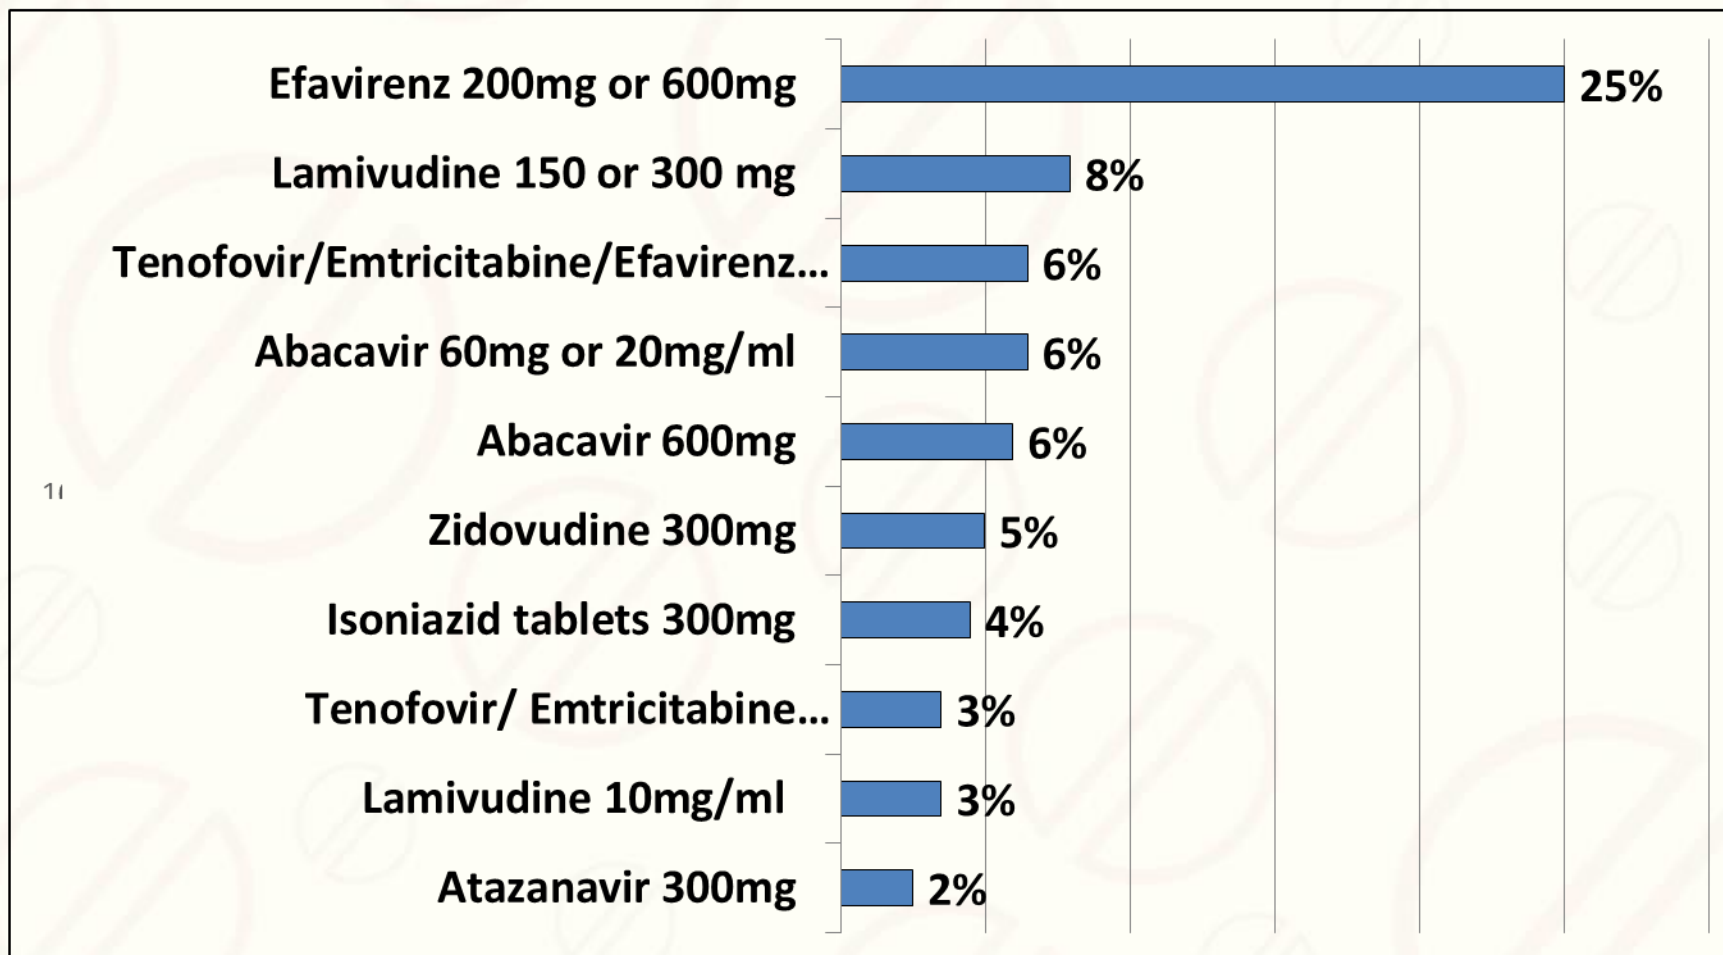 Efavirenz 200mg or 600mg 25%
Lamivudine 150 or 300 mg 8%
Tenofovir/Emtricitabine/Efavirenz... 6%
Abacavir 60mg or 20mg/ml 6%
Abacavir 600mg 6%
Zidovudine 300mg 5%
Isoniazid tablets 300mg 4%
Tenofovir/ Emtricitabine... 3%
Lamivudine 10mg/ml 3%
Atazanavir 300mg 2%